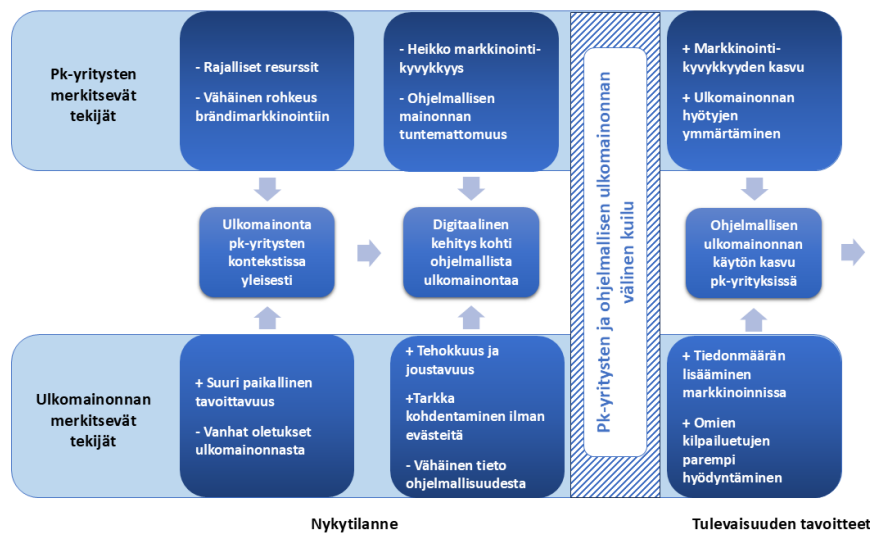 Pk-yritysten
merkitsevät
tekijät
- Rajalliset resurssit
- Vähäinen rohkeus
brändimarkkinointiin
- Heikko markkinointi-
kyvykkyys
- Ohjelmallisen
mainonnan
tuntemattomuus
+ Markkinointi-
kyvykkyyden kasvu
+ Ulkomainonnan
hyötyjen
ymmärtäminen
Ulkomainonta
pk-yritysten
kontekstissa
yleisesti
Digitaalinen
kehitys kohti
ohjelmallista
ulkomainontaa
Pk-yritysten ja ohjelmallisen ulkomainonnan
välinen kuilu
Ohjelmallisen
ulkomainonnan
käytön kasvu
pk-yrityksissä
Ulkomainonnan
merkitsevät
tekijät
+ Suuri paikallinen
tavoittavuus
- Vanhat oletukset
ulkomainonnasta
+ Tehokkuus ja
joustavuus
+Tarkka
kohdentaminen ilman
evästeitä
- Vähäinen tieto
ohjelmallisuudesta
+ Tiedonmäärän
lisääminen
markkinoinnissa
+ Omien
kilpailuetujen
parempi
hyödyntäminen
Nykytilanne
Tulevaisuuden tavoitteet